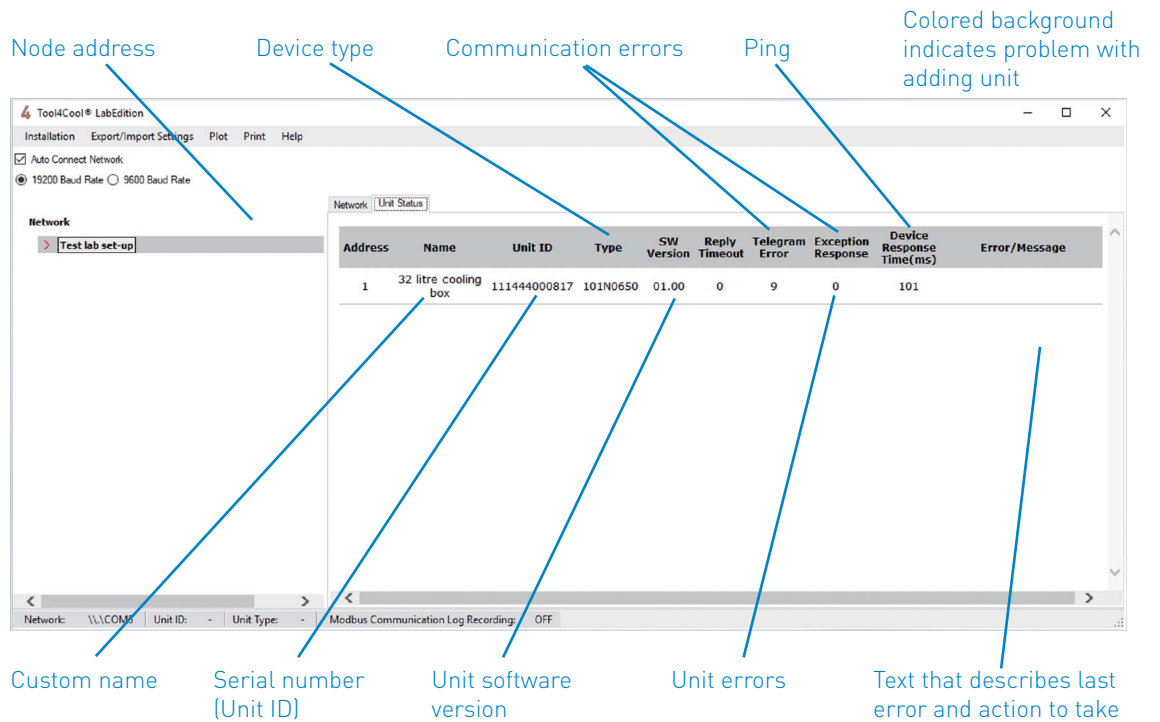 Colored background
indicates problem with
adding unit
Node address
Device type
Communication errors
Ping
4 Tool4Cool® LabEdition
Installation Export/Import Settings Plot Print Help
Auto Connect Network
19200 Baud Rate 9600 Baud Rate
Network Unit Status
Network
Test lab set-up
Address Name Unit ID Type SW Version Reply Timeout Telegram Error Exception Response Device Response Time(ms) Error/Message
1 32 litre cooling box 111444000817 101N0650 01.00 0 9 0 101
Network: \\.\COM8 Unit ID: - Unit Type: - Modbus Communication Log Recording: OFF
Custom name
Serial number
(Unit ID)
Unit software
version
Unit errors
Text that describes last
error and action to take